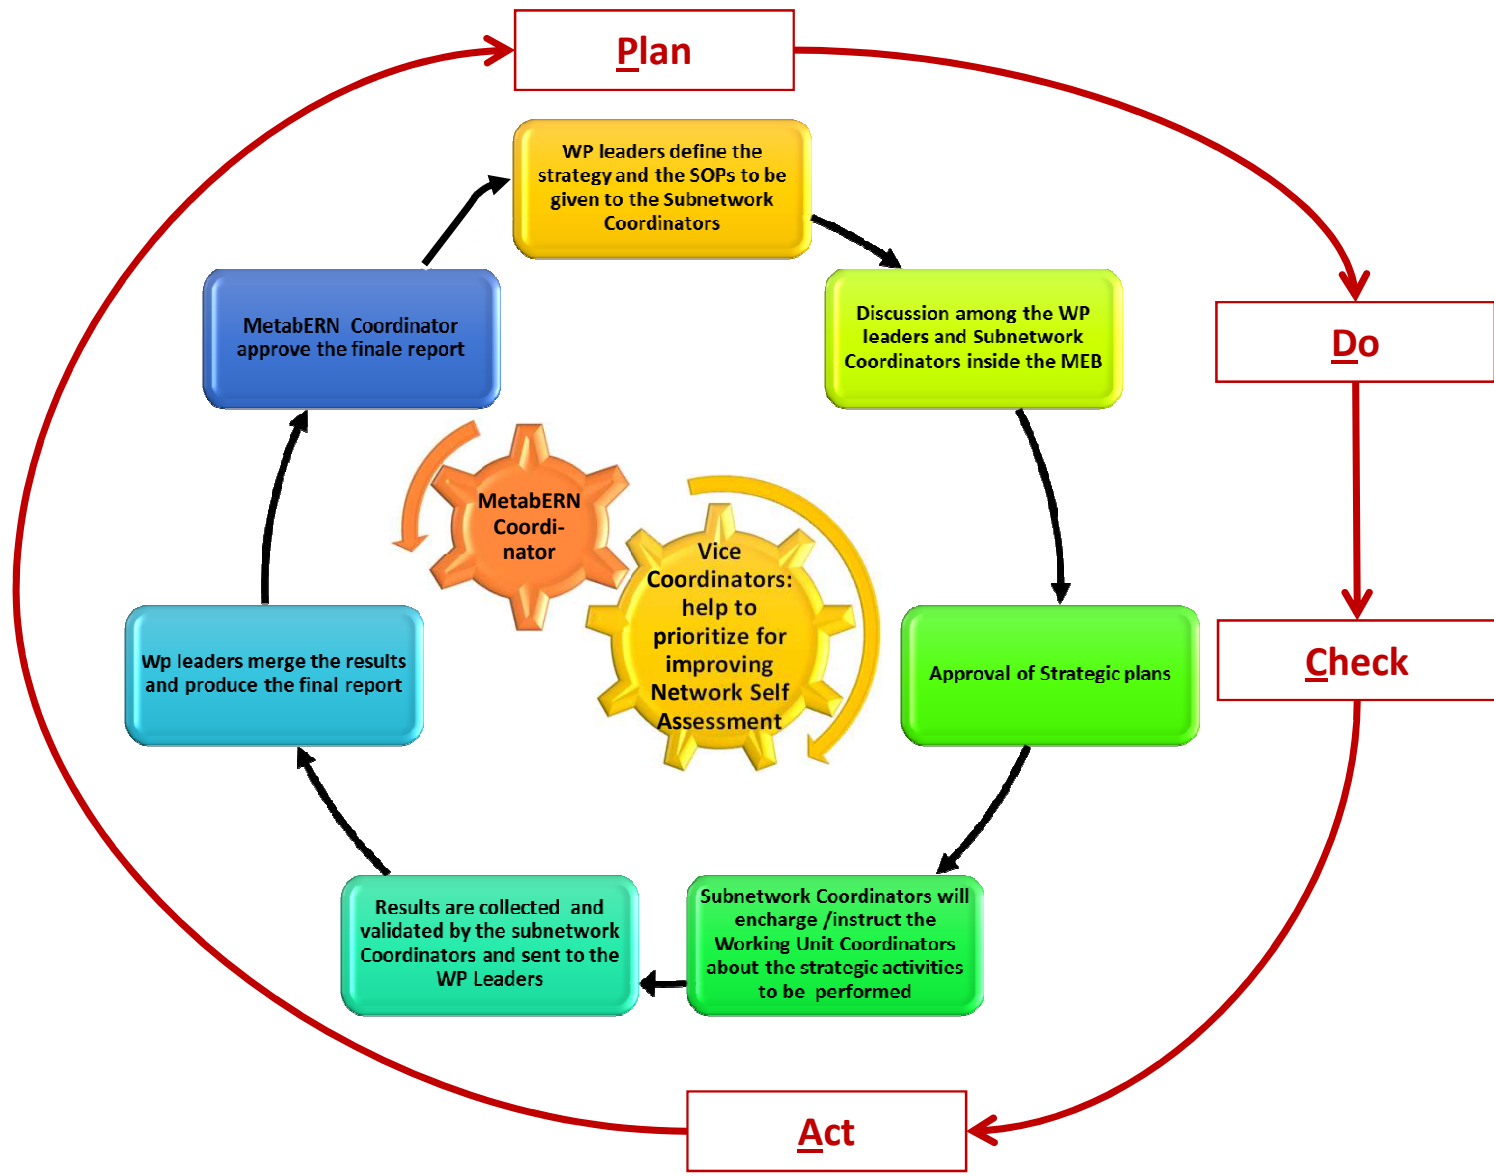 Plan
WP leaders define the
strategy and the SOPs to be
given to the Subnetwork
Coordinators
Discussion among the WP
leaders and Subnetwork
Coordinators inside the MEB
Do
Check
Approval of Strategic plans
Subnetwork Coordinators will
encharge /instruct the
Working Unit Coordinators
about the strategic activities
to be performed
Act
Results are collected and
validated by the subnetwork
Coordinators and sent to the
WP Leaders
Wp leaders merge the results
and produce the final report
MetabERN Coordinator
approve the finale report
MetabERN
Coordi-
nator
Vice
Coordinators:
help to
prioritize for
improving
Network Self
Assessment